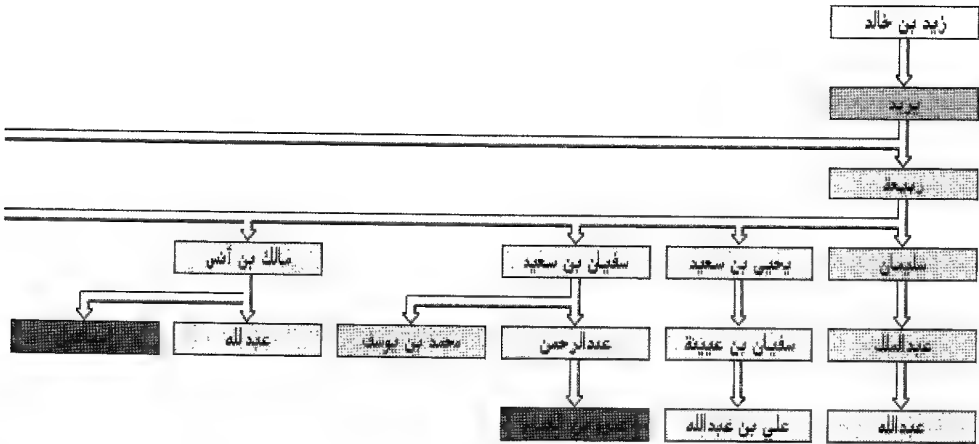 زيد بن خالد
يزيد
ربيعة
سليمان
يحيى بن سعيد
سفيان بن سعيد
مالك بن أنس
عبدالملك
سفيان بن عيينة
عبدالرحمن
محمد بن يوسف
عبدالله
عبدالله
علي بن عبدالله